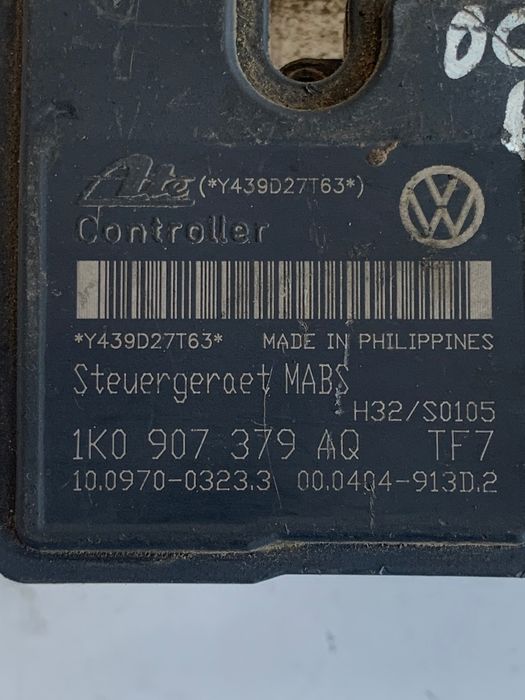 Ate (*Y439D27T63*)
Controller
*Y439D27T63* MADE IN PHILIPPINES
Steuergeraet MABS
H32/S0105
1K0 907 379 AQ TF7
10.0970-0323.3 00.0404-913D.2